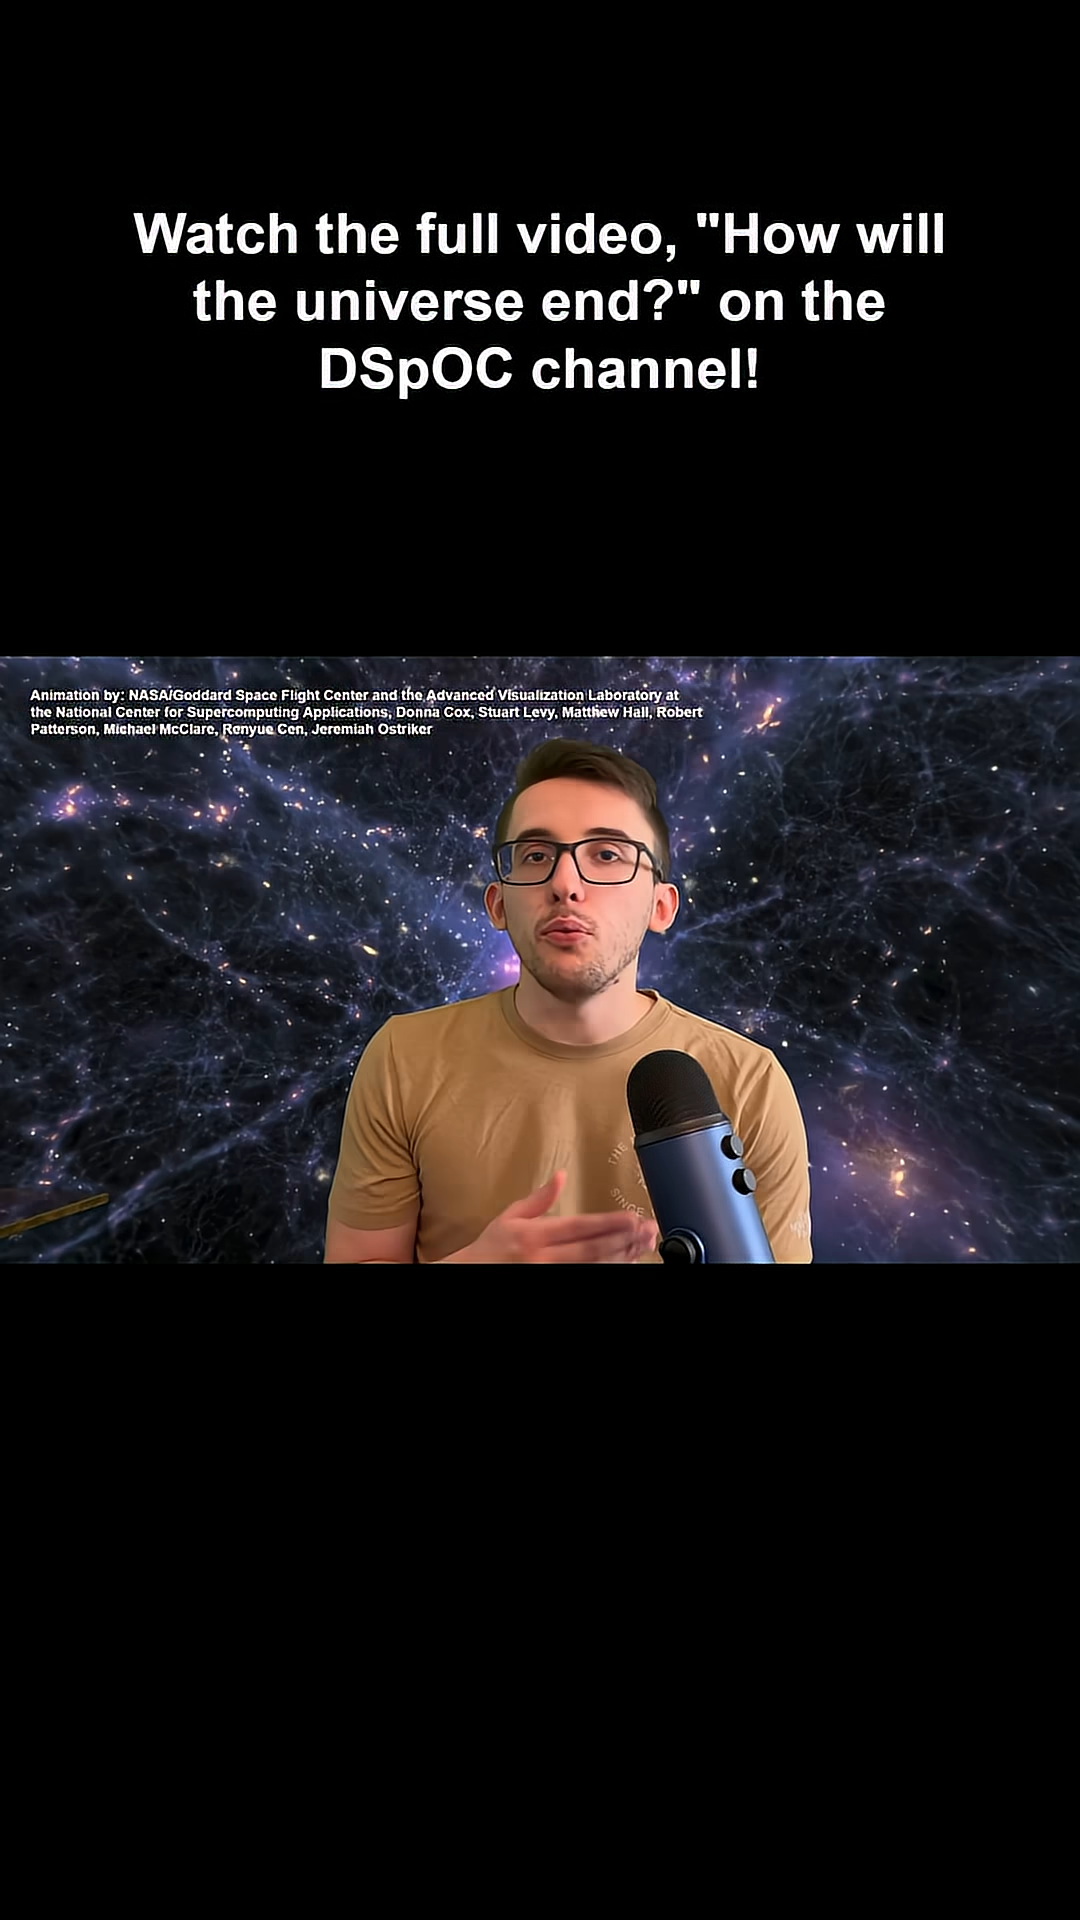 Watch the full video, "How will
the universe end?" on the
DSpOC channel!
Animation by: NASA/Goddard Space Flight Center and the Advanced Visualization Laboratory at
the National Center for Supercomputing Applications, Donna Cox, Stuart Levy, Matthew Hall, Robert
Patterson, Michael McClare, Renyue Cen, Jeremiah Ostriker
THE
SINCE